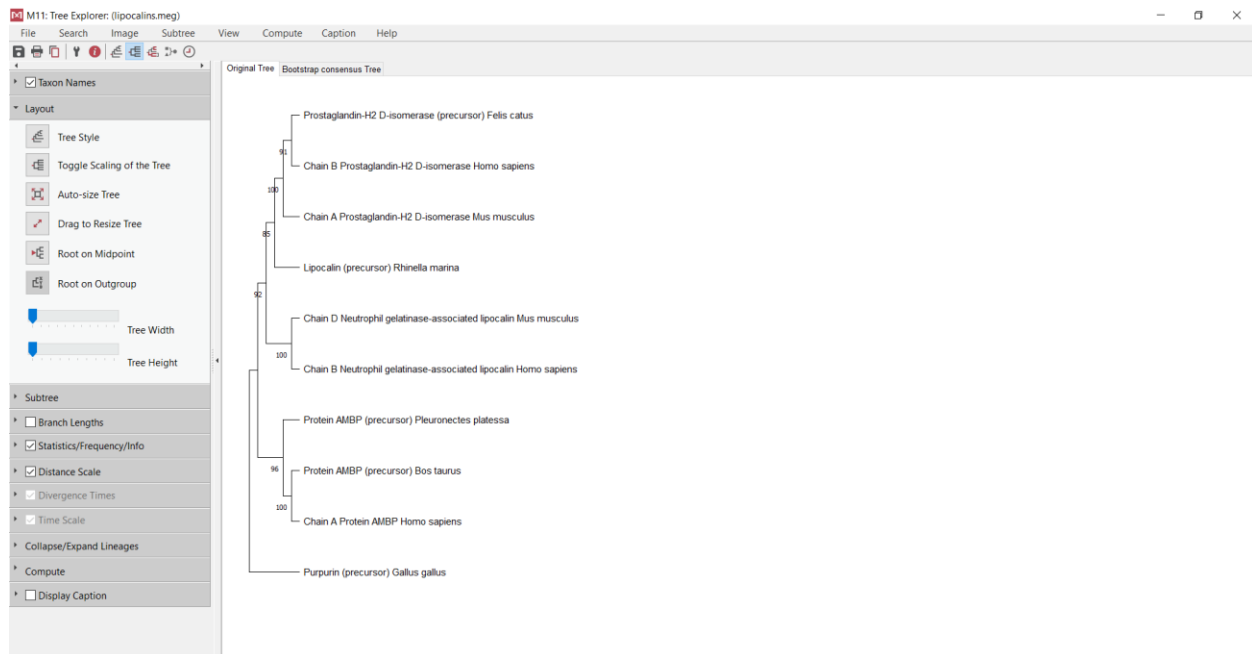 M11: Tree Explorer: (lipocalins.meg)
File Search Image Subtree View Compute Caption Help
Taxon Names
Layout
Tree Style
Toggle Scaling of the Tree
Auto-size Tree
Drag to Resize Tree
Root on Midpoint
Root on Outgroup
Tree Width
Tree Height
Subtree
Branch Lengths
Statistics/Frequency/Info
Distance Scale
Divergence Times
Time Scale
Collapse/Expand Lineages
Compute
Display Caption
Original Tree Bootstrap consensus Tree
Prostaglandin-H2 D-isomerase (precursor) Felis catus
91
Chain B Prostaglandin-H2 D-isomerase Homo sapiens
100
Chain A Prostaglandin-H2 D-isomerase Mus musculus
85
Lipocalin (precursor) Rhinella marina
92
Chain D Neutrophil gelatinase-associated lipocalin Mus musculus
100
Chain B Neutrophil gelatinase-associated lipocalin Homo sapiens
Protein AMBP (precursor) Pleuronectes platessa
96
Protein AMBP (precursor) Bos taurus
100
Chain A Protein AMBP Homo sapiens
Purpurin (precursor) Gallus gallus